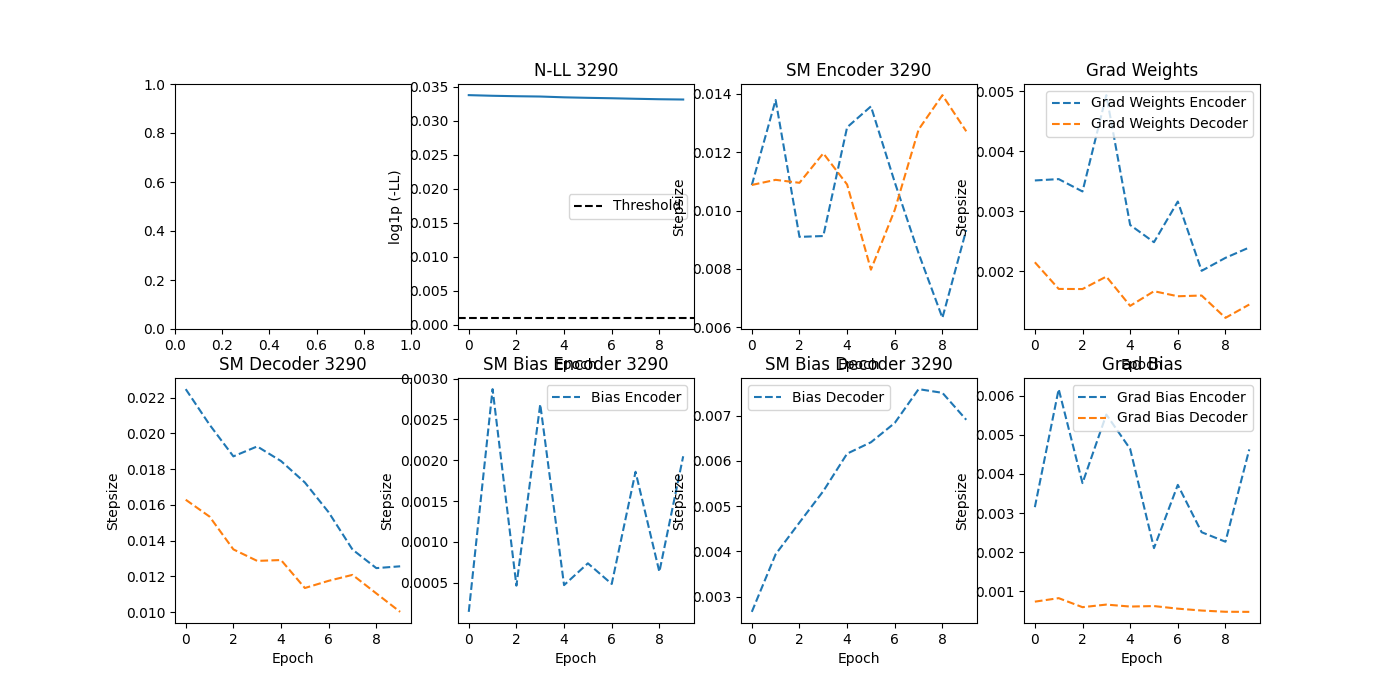 N-LL 3290
SM Encoder 3290
Grad Weights
1.0
0.8
0.6
0.4
0.2
0.0
0.0 0.2 0.4 0.6 0.8 1.0
log1p (-LL)
0.035
0.030
0.025
0.020
0.015
0.010
0.005
0.000
Threshold
0 2 4 6 8
Epoch
Stepsize
0.014
0.012
0.010
0.008
0.006
0 2 4 6 8
Epoch
Stepsize
0.005
0.004
0.003
0.002
Grad Weights Encoder
Grad Weights Decoder
0 2 4 6 8
Epoch
SM Decoder 3290
SM Bias Encoder 3290
SM Bias Decoder 3290
Grad Bias
Stepsize
0.022
0.020
0.018
0.016
0.014
0.012
0.010
0 2 4 6 8
Epoch
Stepsize
0.0030
0.0025
0.0020
0.0015
0.0010
0.0005
Bias Encoder
0 2 4 6 8
Epoch
Stepsize
0.007
0.006
0.005
0.004
0.003
Bias Decoder
0 2 4 6 8
Epoch
Stepsize
0.006
0.005
0.004
0.003
0.002
0.001
Grad Bias Encoder
Grad Bias Decoder
0 2 4 6 8
Epoch